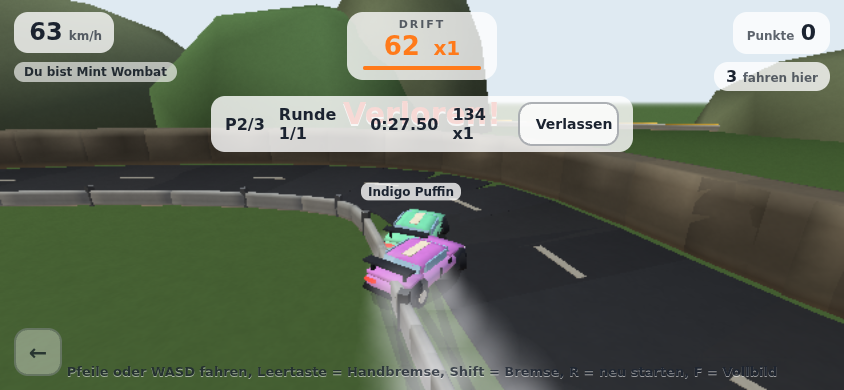 63 km/h
Du bist Mint Wombat
DRIFT
62 x1
Punkte 0
3 fahren hier
Verloren!
P2/3
Runde
1/1
0:27.50
134
x1
Verlassen
Indigo Puffin
←
Pfeile oder WASD fahren, Leertaste = Handbremse, Shift = Bremse, R = neu starten, F = Vollbild